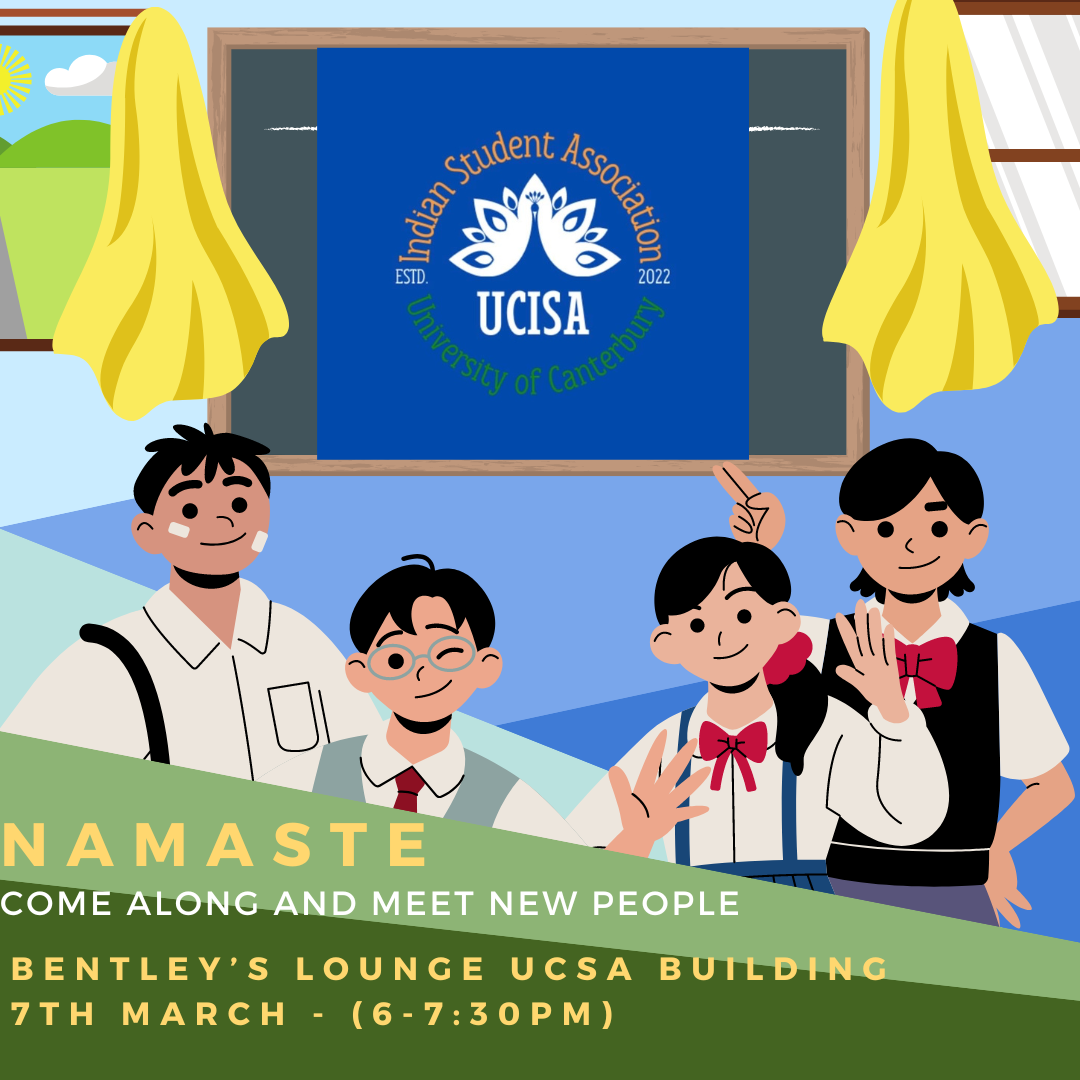 Indian Student Association
ESTD. 2022
UCISA
University of Canterbury
NAMASTE
COME ALONG AND MEET NEW PEOPLE
BENTLEY’S LOUNGE UCSA BUILDING
7TH MARCH - (6-7:30PM)